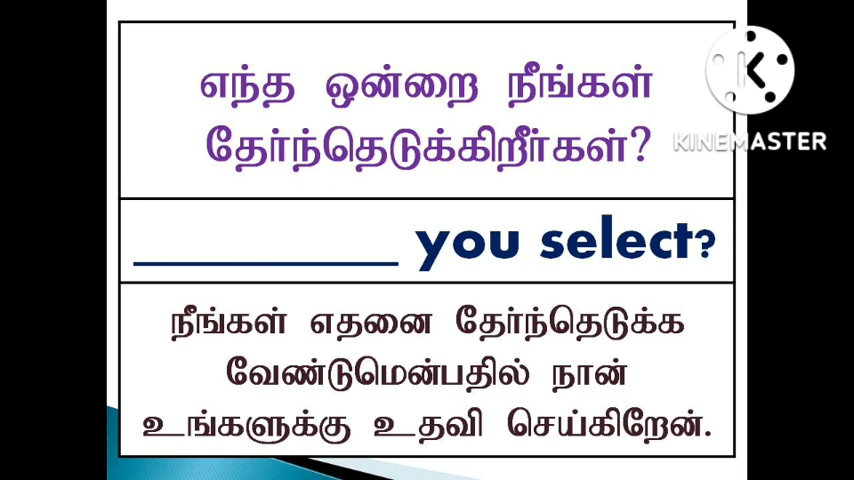 எந்த ஒன்றை நீங்கள்
தேர்ந்தெடுக்கிறீர்கள்?
KINEMASTER
__________ you select?
நீங்கள் எதனை தேர்ந்தெடுக்க
வேண்டுமென்பதில் நான்
உங்களுக்கு உதவி செய்கிறேன்.